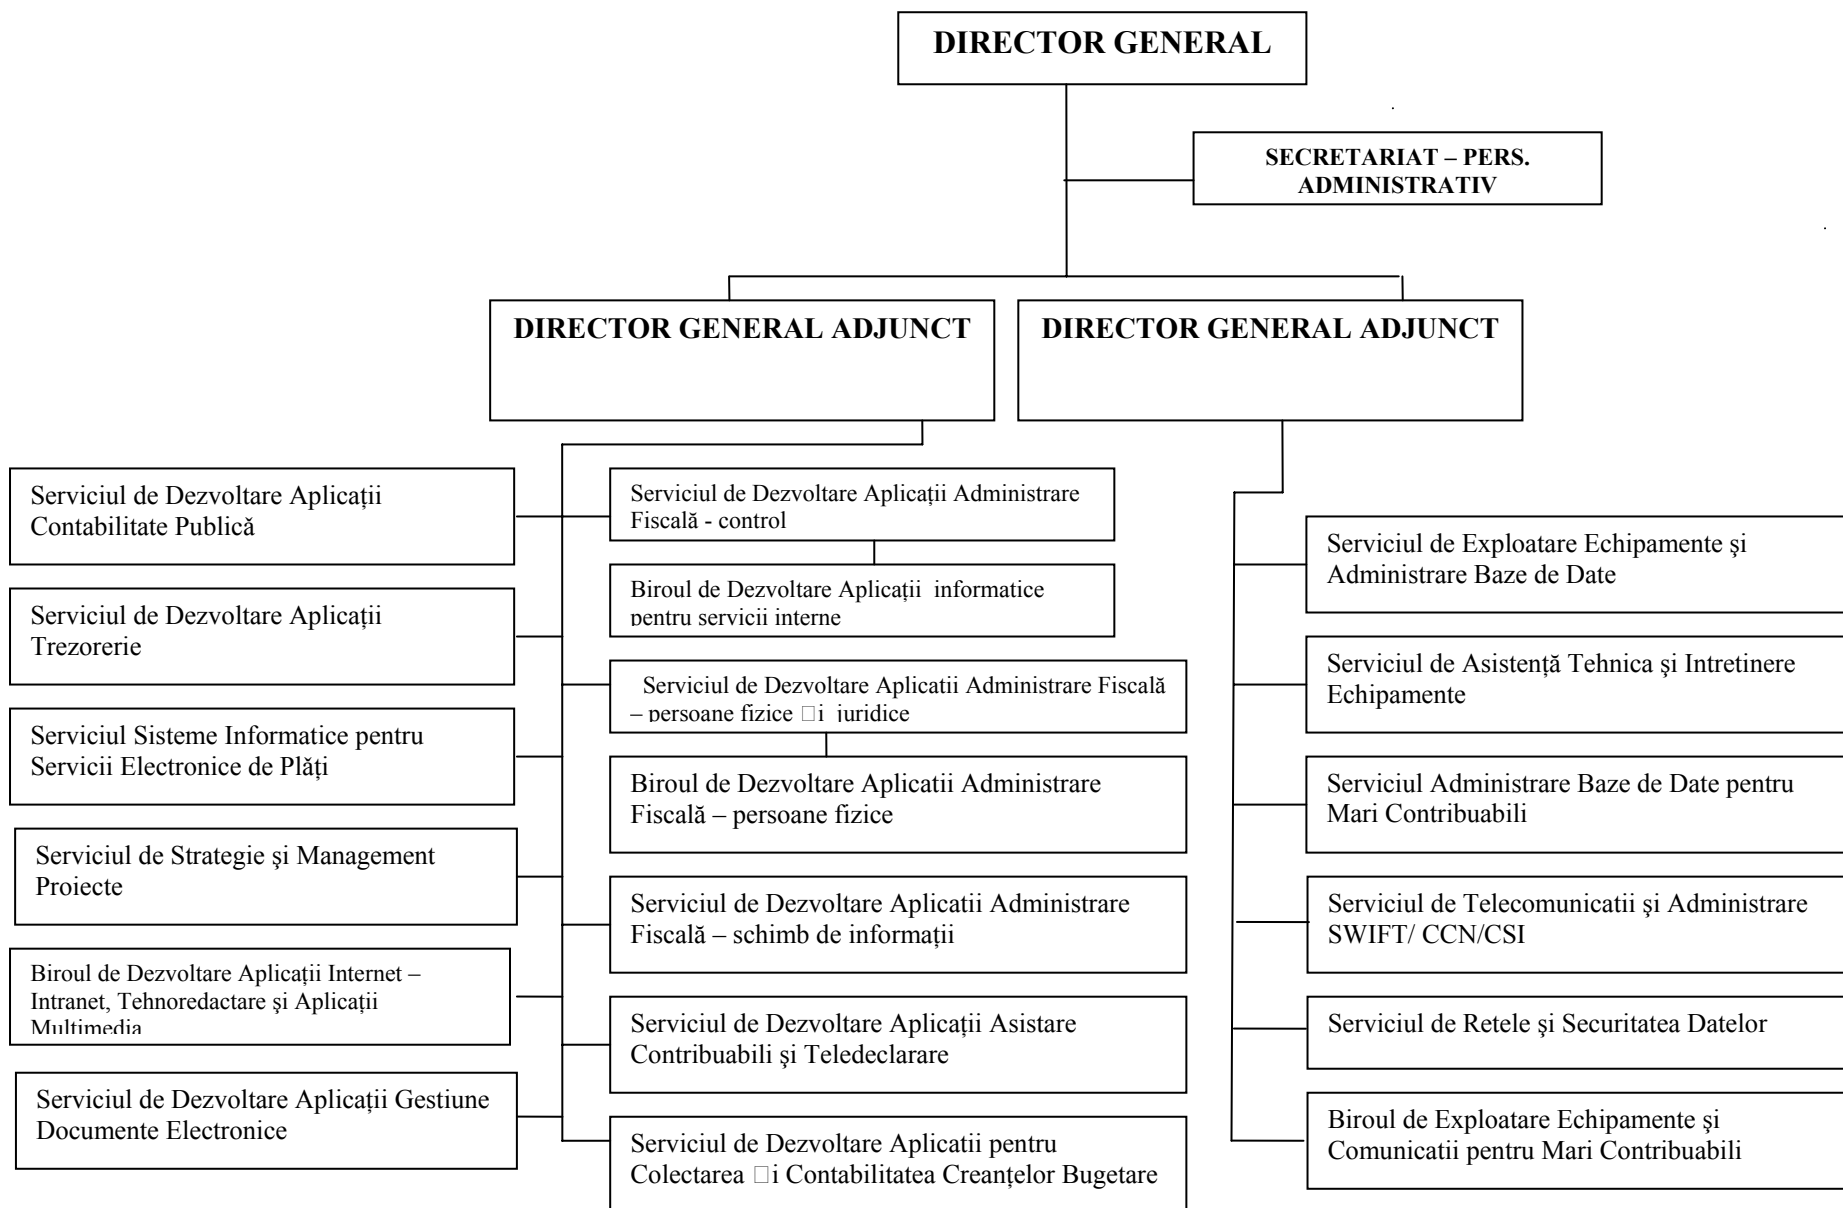 DIRECTOR GENERAL
SECRETARIAT – PERS.
ADMINISTRATIV
DIRECTOR GENERAL ADJUNCT
DIRECTOR GENERAL ADJUNCT
Serviciul de Dezvoltare Aplicații
Contabilitate Publică
Serviciul de Dezvoltare Aplicații
Trezorerie
Serviciul Sisteme Informatice pentru
Servicii Electronice de Plăți
Serviciul de Strategie şi Management
Proiecte
Biroul de Dezvoltare Aplicații Internet –
Intranet, Tehnoredactare şi Aplicații
Multimedia
Serviciul de Dezvoltare Aplicații Gestiune
Documente Electronice
Serviciul de Dezvoltare Aplicații Administrare
Fiscală - control
Biroul de Dezvoltare Aplicații informatice
pentru servicii interne
Serviciul de Dezvoltare Aplicatii Administrare Fiscală
– persoane fizice □i juridice
Biroul de Dezvoltare Aplicatii Administrare
Fiscală – persoane fizice
Serviciul de Dezvoltare Aplicatii Administrare
Fiscală – schimb de informații
Serviciul de Dezvoltare Aplicații Asistare
Contribuabili şi Teledeclarare
Serviciul de Dezvoltare Aplicatii pentru
Colectarea □i Contabilitatea Creanțelor Bugetare
Serviciul de Exploatare Echipamente şi
Administrare Baze de Date
Serviciul de Asistență Tehnica şi Intretinere
Echipamente
Serviciul Administrare Baze de Date pentru
Mari Contribuabili
Serviciul de Telecomunicatii şi Administrare
SWIFT/ CCN/CSI
Serviciul de Retele şi Securitatea Datelor
Biroul de Exploatare Echipamente şi
Comunicatii pentru Mari Contribuabili